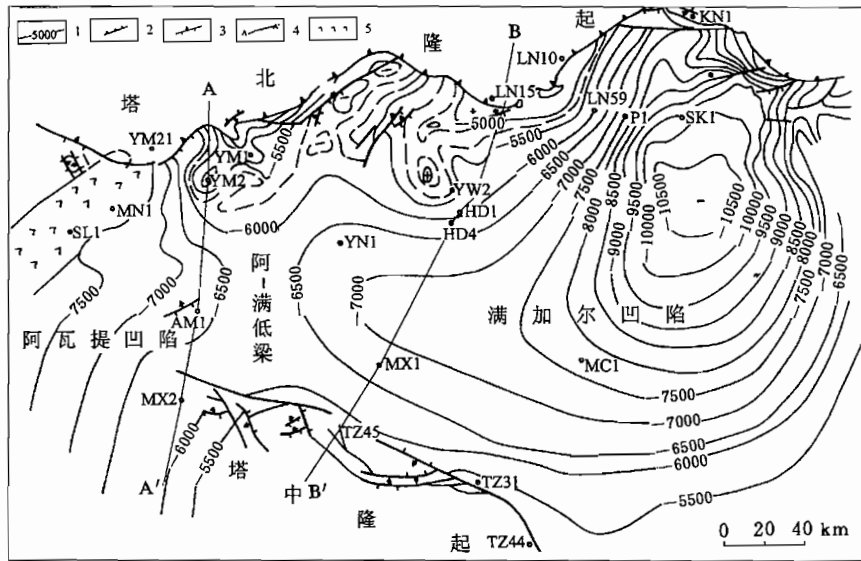 -5000 1 2 3 A A' 4 5
起
KN1
B
隆
LN10
北
A
塔
LN15
LN59
P1
SK1
YM21
YM1
YM2
5500
-5000
-5500
-6000
-6500
-7000
-7500
-8000
-8500
-9000
-9500
-10000
-10500
-10500
-10000
-9500
-9000
-8500
-8000
-7500
-7000
-6500
YW2
HD1
HD4
MN1
SL1
-6000
YN1
-6500
-6500
-7000
-7000
-7500
阿-满低梁
满加尔凹陷
AM1
阿瓦提凹陷
MX1
MC1
MX2
-7500
-7000
-6500
-6000
-5500
-6000
-5500
TZ45
塔
A'
中
B'
TZ31
隆
起
TZ44
0 20 40 km